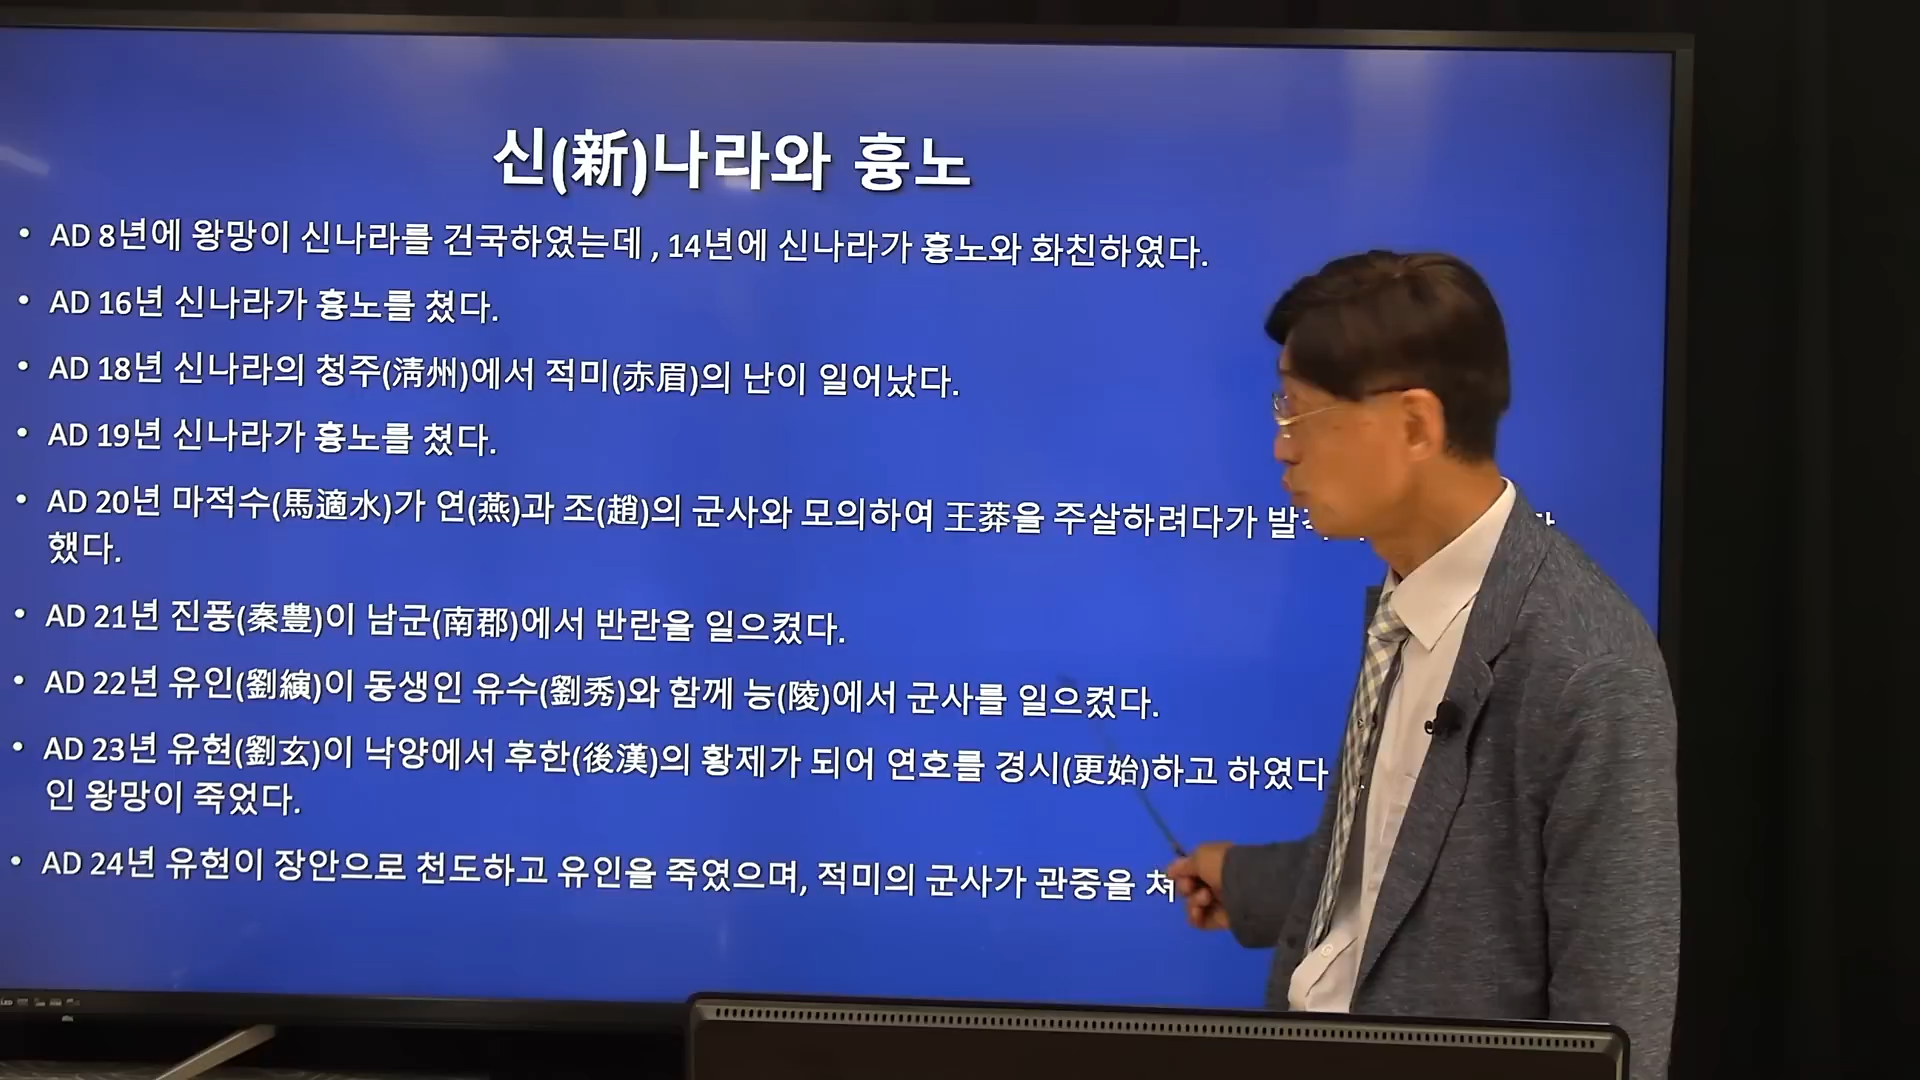 신(新)나라와 흉노
• AD 8년에 왕망이 신나라를 건국하였는데 , 14년에 신나라가 흉노와 화친하였다.
• AD 16년 신나라가 흉노를 쳤다.
• AD 18년 신나라의 청주(淸州)에서 적미(赤眉)의 난이 일어났다.
• AD 19년 신나라가 흉노를 쳤다.
• AD 20년 마적수(馬適水)가 연(燕)과 조(趙)의 군사와 모의하여 王莽을 주살하려다가
했다.
• AD 21년 진풍(秦豊)이 남군(南郡)에서 반란을 일으켰다.
• AD 22년 유인(劉縯)이 동생인 유수(劉秀)와 함께 능(陵)에서 군사를 일으켰다.
• AD 23년 유현(劉玄)이 낙양에서 후한(後漢)의 황제가 되어 연호를 경시(更始)하고 하였다
인 왕망이 죽었다.
• AD 24년 유현이 장안으로 천도하고 유인을 죽였으며, 적미의 군사가 관중을 쳐